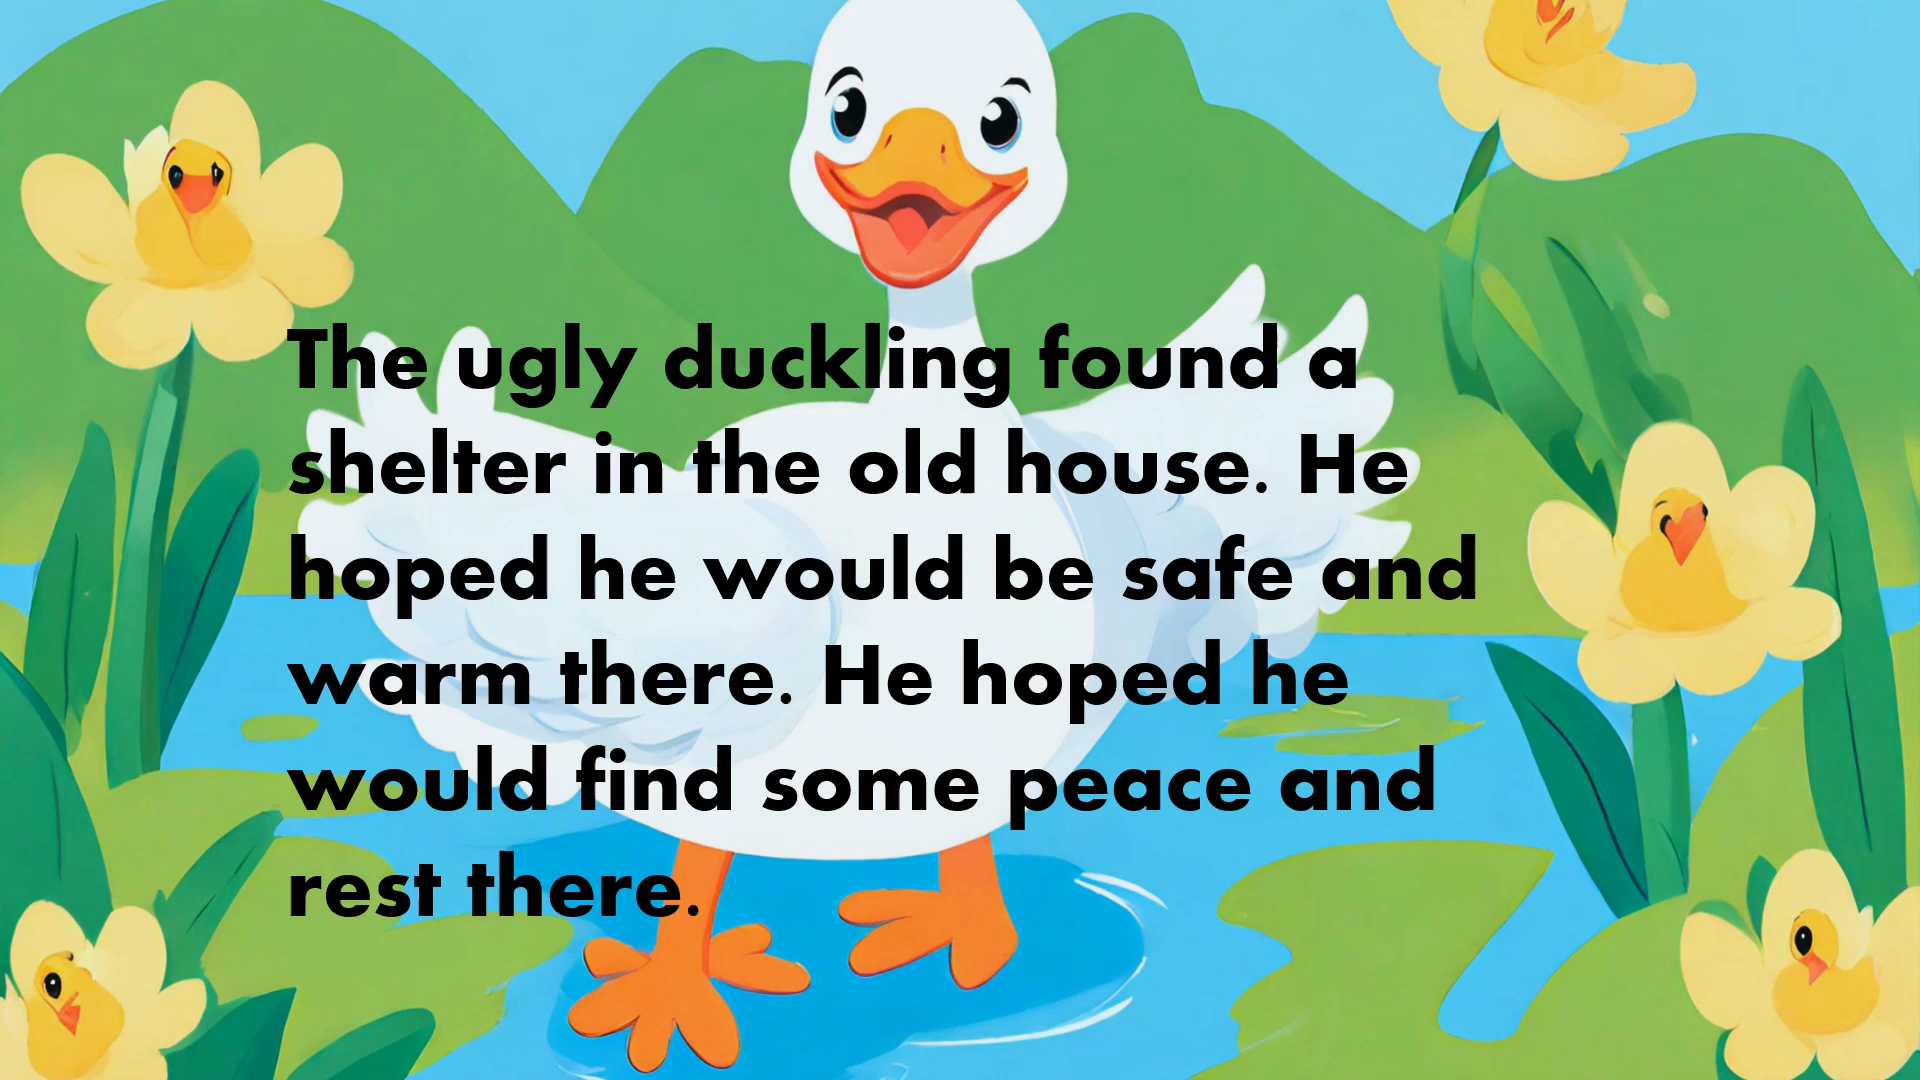 The ugly duckling found a
shelter in the old house. He
hoped he would be safe and
warm there. He hoped he
would find some peace and
rest there.